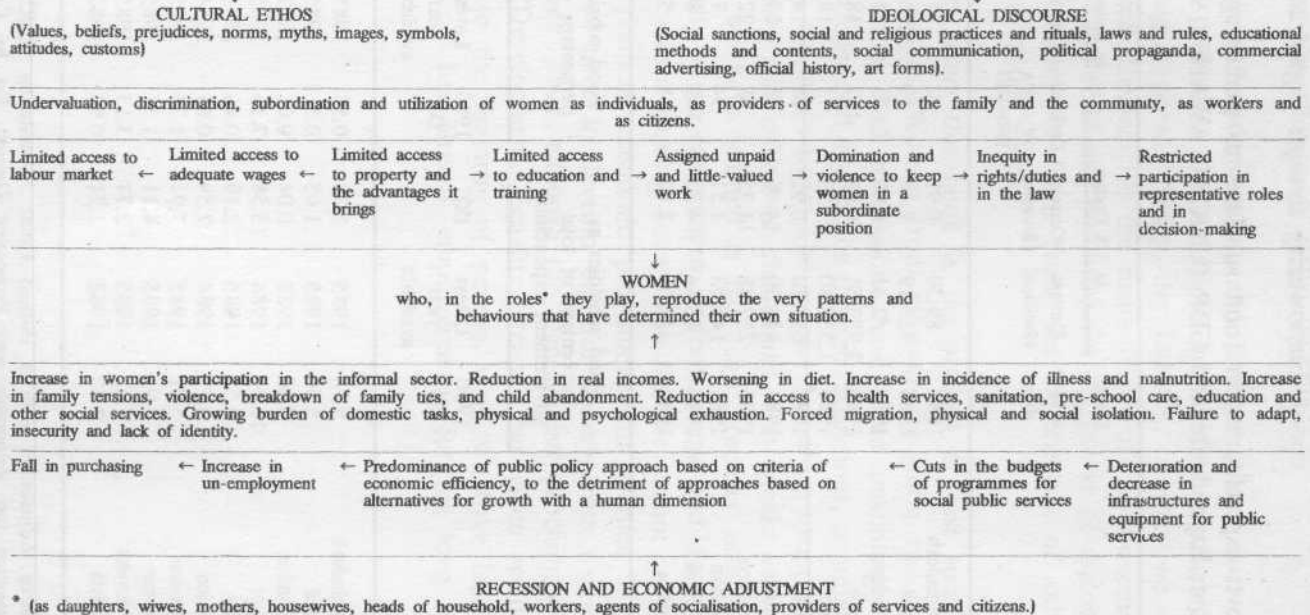 CULTURAL ETHOS
(Values, beliefs, prejudices, norms, myths, images, symbols,
attitudes, customs)
IDEOLOGICAL DISCOURSE
(Social sanctions, social and religious practices and rituals, laws and rules, educational
methods and contents, social communication, political propaganda, commercial
advertising, official history, art forms).
Undervaluation, discrimination, subordination and utilization of women as individuals, as providers of services to the family and the community, as workers and
as citizens.
Limited access to
labour market ←
Limited access to
adequate wages ←
Limited access
to property and →
the advantages it
brings
Limited access
to education and →
training
Assigned unpaid
and little-valued →
work
Domination and
violence to keep →
women in a
subordinate
position
Inequity in
rights/duties and →
in the law
Restricted
participation in
representative roles
and in
decision-making
↓
WOMEN
who, in the roles* they play, reproduce the very patterns and
behaviours that have determined their own situation.
↑
Increase in women's participation in the informal sector. Reduction in real incomes. Worsening in diet. Increase in incidence of illness and malnutrition. Increase
in family tensions, violence, breakdown of family ties, and child abandonment. Reduction in access to health services, sanitation, pre-school care, education and
other social services. Growing burden of domestic tasks, physical and psychological exhaustion. Forced migration, physical and social isolation. Failure to adapt,
insecurity and lack of identity.
Fall in purchasing
← Increase in
un-employment
← Predominance of public policy approach based on criteria of
economic efficiency, to the detriment of approaches based on
alternatives for growth with a human dimension
← Cuts in the budgets
of programmes for
social public services
← Deterioration and
decrease in
infrastructures and
equipment for public
services
↑
RECESSION AND ECONOMIC ADJUSTMENT
* (as daughters, wiwes, mothers, housewives, heads of household, workers, agents of socialisation, providers of services and citizens.)